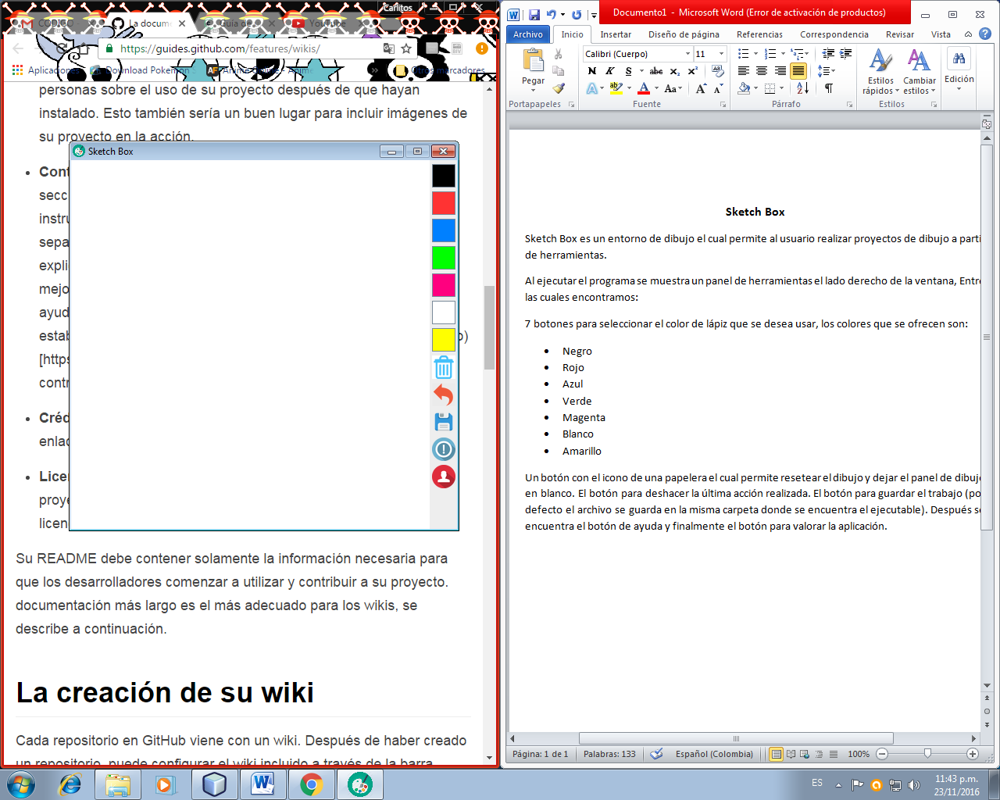 Carlitos
CODIGO
La docume
Guia de
YouTube
https://guides.github.com/features/wikis/
Aplicaciones
Download Pokemon
Anime Online - Anime
»
Otros marcadores
personas sobre el uso de su proyecto después de que hayan
instalado. Esto también sería un buen lugar para incluir imágenes de
su proyecto en la acción.
Cont
secc
instru
sepa
expli
mejo
ayud
estab
o)
[https
contr
Créd
enlac
Licen
proye
licen
Su README debe contener solamente la información necesaria para
que los desarrolladores comenzar a utilizar y contribuir a su proyecto.
documentación más largo es el más adecuado para los wikis, se
describe a continuación.
La creación de su wiki
Cada repositorio en GitHub viene con un wiki. Después de haber creado
un repositorio, puede configurar el wiki incluido a través de la barra
Sketch Box
Documento1 - Microsoft Word (Error de activación de productos)
Archivo Inicio Insertar Diseño de página Referencias Correspondencia Revisar Vista
Calibri (Cuerpo) 11
Pegar
N K S abc x₂ x²
A aby A Aa A A
Estilos rápidos
Cambiar estilos
Edición
Portapapeles Fuente Párrafo Estilos
Sketch Box
Sketch Box es un entorno de dibujo el cual permite al usuario realizar proyectos de dibujo a parti
de herramientas.
Al ejecutar el programa se muestra un panel de herramientas el lado derecho de la ventana, Entre
las cuales encontramos:
7 botones para seleccionar el color de lápiz que se desea usar, los colores que se ofrecen son:
• Negro
• Rojo
• Azul
• Verde
• Magenta
• Blanco
• Amarillo
Un botón con el icono de una papelera el cual permite resetear el dibujo y dejar el panel de dibujo
en blanco. El botón para deshacer la última acción realizada. El botón para guardar el trabajo (po
defecto el archivo se guarda en la misma carpeta donde se encuentra el ejecutable). Después se
encuentra el botón de ayuda y finalmente el botón para valorar la aplicación.
Página: 1 de 1 Palabras: 133 Español (Colombia) 100%
ES
11:43 p.m.
23/11/2016